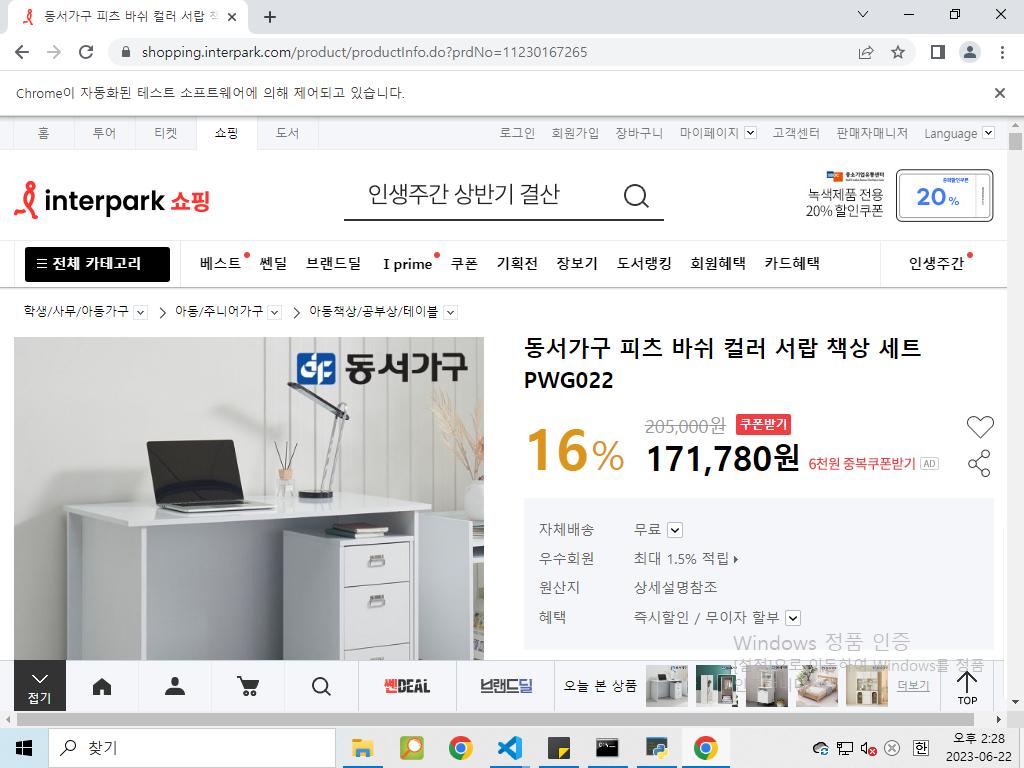 동서가구 피츠 바쉬 컬러 서랍 책
shopping.interpark.com/product/productInfo.do?prdNo=11230167265
Chrome이 자동화된 테스트 소프트웨어에 의해 제어되고 있습니다.
홈 투어 티켓 쇼핑 도서 로그인 회원가입 장바구니 마이페이지 고객센터 판매자매니저 Language
interpark 쇼핑
인생주간 상반기 결산
중소기업유통센터
녹색제품 전용
20% 할인쿠폰
중복할인쿠폰
20%
전체 카테고리 베스트 쎈딜 브랜드딜 I prime 쿠폰 기획전 장보기 도서랭킹 회원혜택 카드혜택 인생주간
학생/사무/아동가구 아동/주니어가구 아동책상/공부상/테이블
동서가구
동서가구 피츠 바쉬 컬러 서랍 책상 세트
PWG022
16%
205,000원 쿠폰받기
171,780원 6천원 중복쿠폰받기 AD
자체배송 무료
우수회원 최대 1.5% 적립
원산지 상세설명참조
혜택 즉시할인 / 무이자 할부
Windows 정품 인증
[설정]으로 이동하여 Windows를 정품
접기
쎈DEAL
브랜드딜
오늘 본 상품
더보기
TOP
찾기
한
오후 2:28
2023-06-22